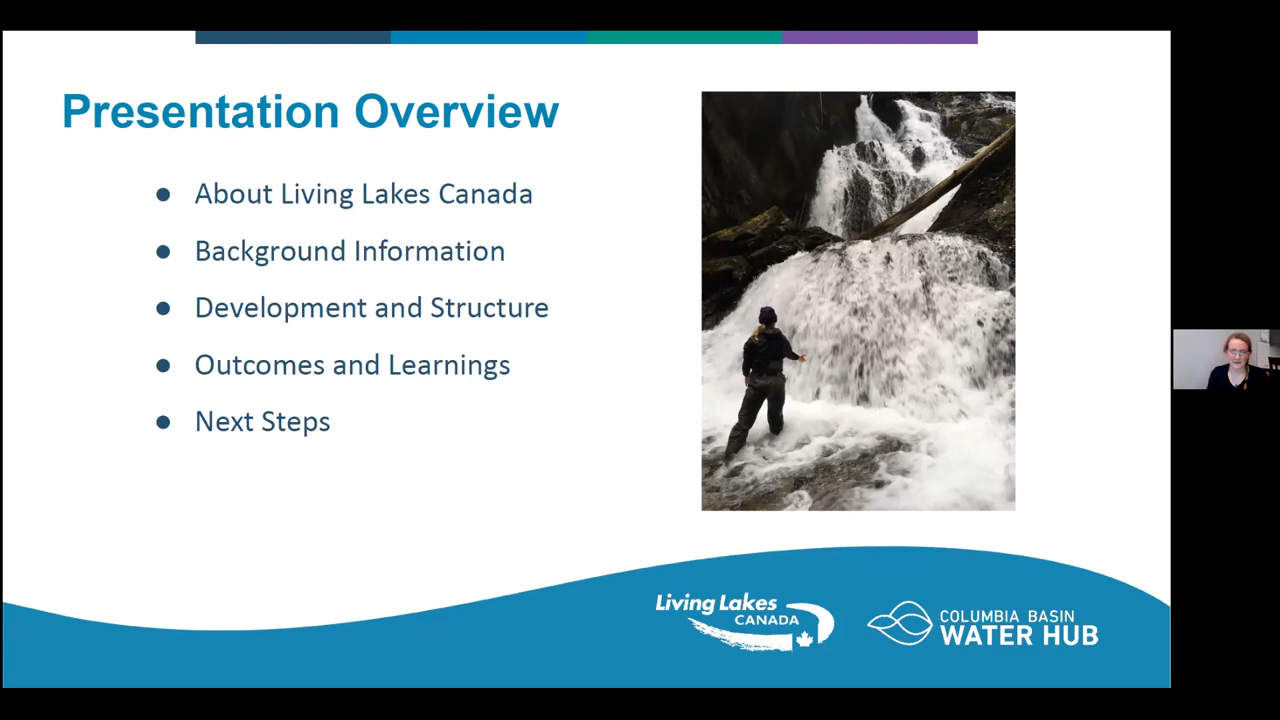 Presentation Overview
● About Living Lakes Canada
● Background Information
● Development and Structure
● Outcomes and Learnings
● Next Steps
Living Lakes
CANADA
COLUMBIA BASIN
WATER HUB